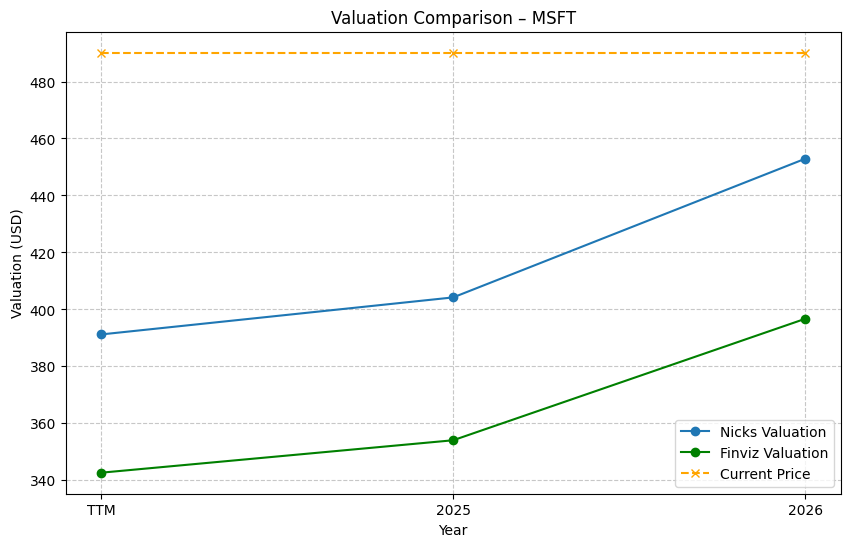 Valuation Comparison – MSFT
Valuation (USD)
480
460
440
420
400
380
360
340
TTM
2025
2026
Year
Nicks Valuation
Finviz Valuation
Current Price